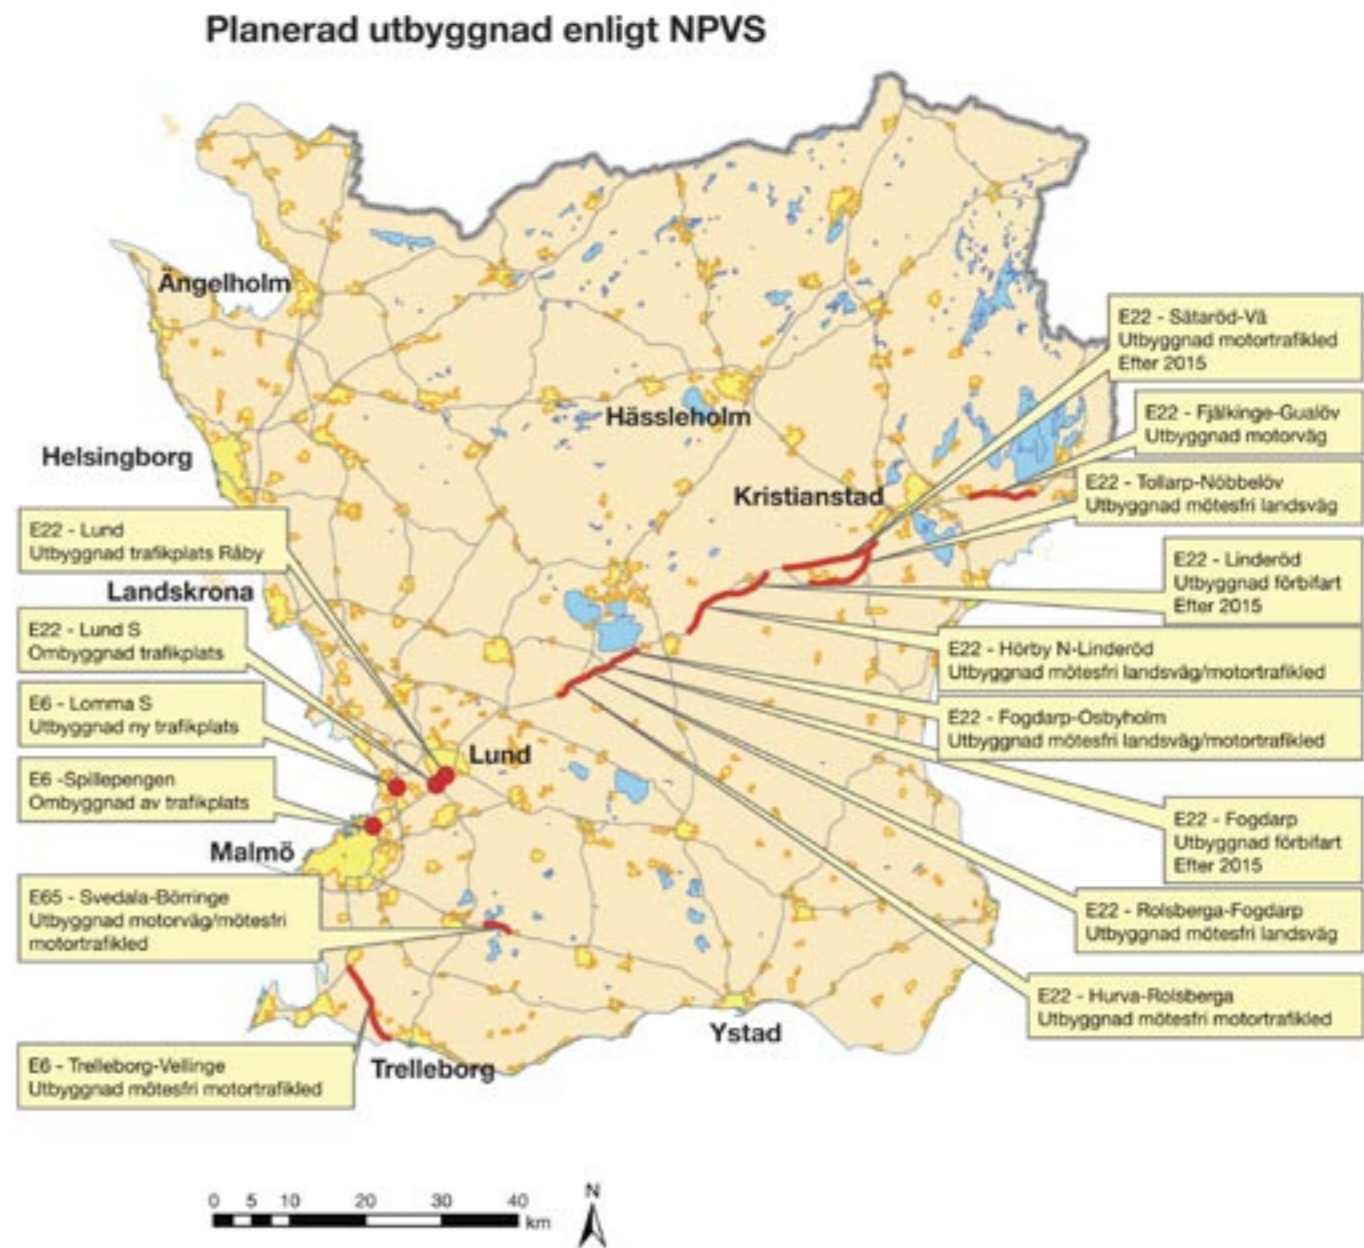 Planerad utbyggnad enligt NPVS
Ängelholm
Helsingborg
Landskrona
Hässleholm
Kristianstad
Lund
Malmö
Trelleborg
Ystad
E22 - Lund
Utbyggnad trafikplats Råby
E22 - Lund S
Ombyggnad trafikplats
E6 - Lomma S
Utbyggnad ny trafikplats
E6 -Spillepengen
Ombyggnad av trafikplats
E65 - Svedala-Börringe
Utbyggnad motorväg/mötesfri
motortrafikled
E6 - Trelleborg-Vellinge
Utbyggnad mötesfri motortrafikled
E22 - Sätaröd-Vä
Utbyggnad motortrafikled
Efter 2015
E22 - Fjälkinge-Gualöv
Utbyggnad motorväg
E22 - Tollarp-Nöbbelöv
Utbyggnad mötesfri landsväg
E22 - Linderöd
Utbyggnad förbifart
Efter 2015
E22 - Hörby N-Linderöd
Utbyggnad mötesfri landsväg/motortrafikled
E22 - Fogdarp-Osbyholm
Utbyggnad mötesfri landsväg/motortrafikled
E22 - Fogdarp
Utbyggnad förbifart
Efter 2015
E22 - Rolsberga-Fogdarp
Utbyggnad mötesfri landsväg
E22 - Hurva-Rolsberga
Utbyggnad mötesfri motortrafikled
0 5 10 20 30 40
km
N